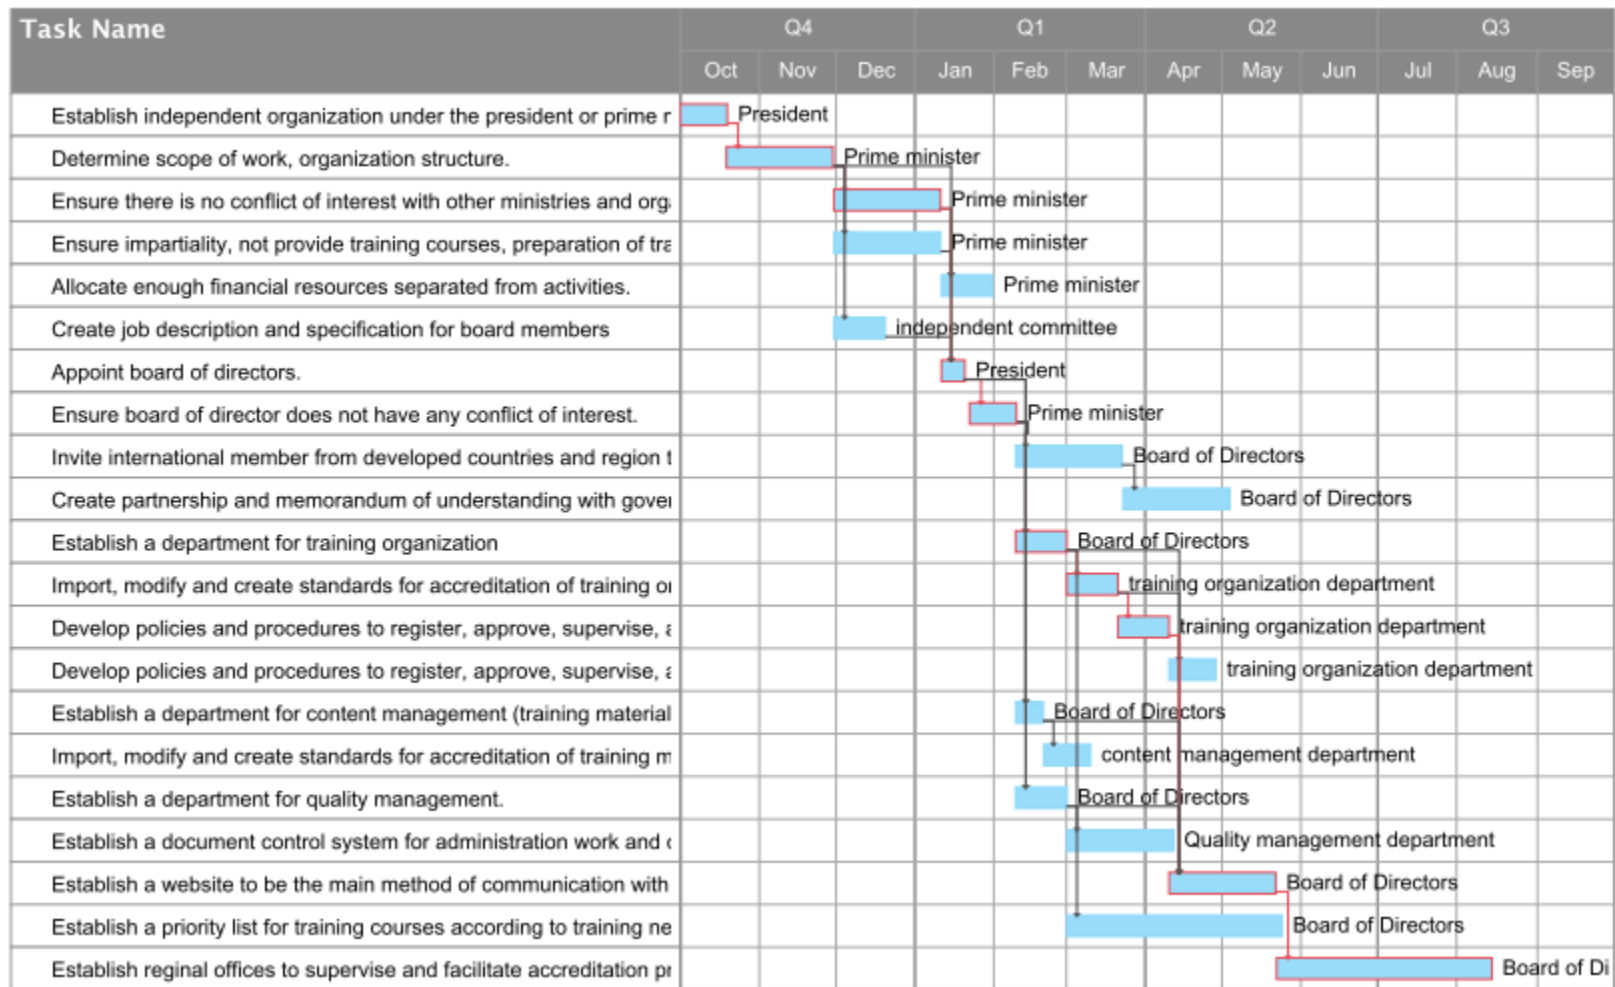 Task Name
Q4 Q1 Q2 Q3
Oct Nov Dec Jan Feb Mar Apr May Jun Jul Aug Sep
Establish independent organization under the president or prime President
Determine scope of work, organization structure. Prime minister
Ensure there is no conflict of interest with other ministries and orga Prime minister
Ensure impartiality, not provide training courses, preparation of tra Prime minister
Allocate enough financial resources separated from activities. Prime minister
Create job description and specification for board members independent committee
Appoint board of directors. President
Ensure board of director does not have any conflict of interest. Prime minister
Invite international member from developed countries and region t Board of Directors
Create partnership and memorandum of understanding with gover Board of Directors
Establish a department for training organization Board of Directors
Import, modify and create standards for accreditation of training or training organization department
Develop policies and procedures to register, approve, supervise, a training organization department
Develop policies and procedures to register, approve, supervise, a training organization department
Establish a department for content management (training material Board of Directors
Import, modify and create standards for accreditation of training m content management department
Establish a department for quality management. Board of Directors
Establish a document control system for administration work and Quality management department
Establish a website to be the main method of communication with Board of Directors
Establish a priority list for training courses according to training ne Board of Directors
Establish reginal offices to supervise and facilitate accreditation pr Board of Di